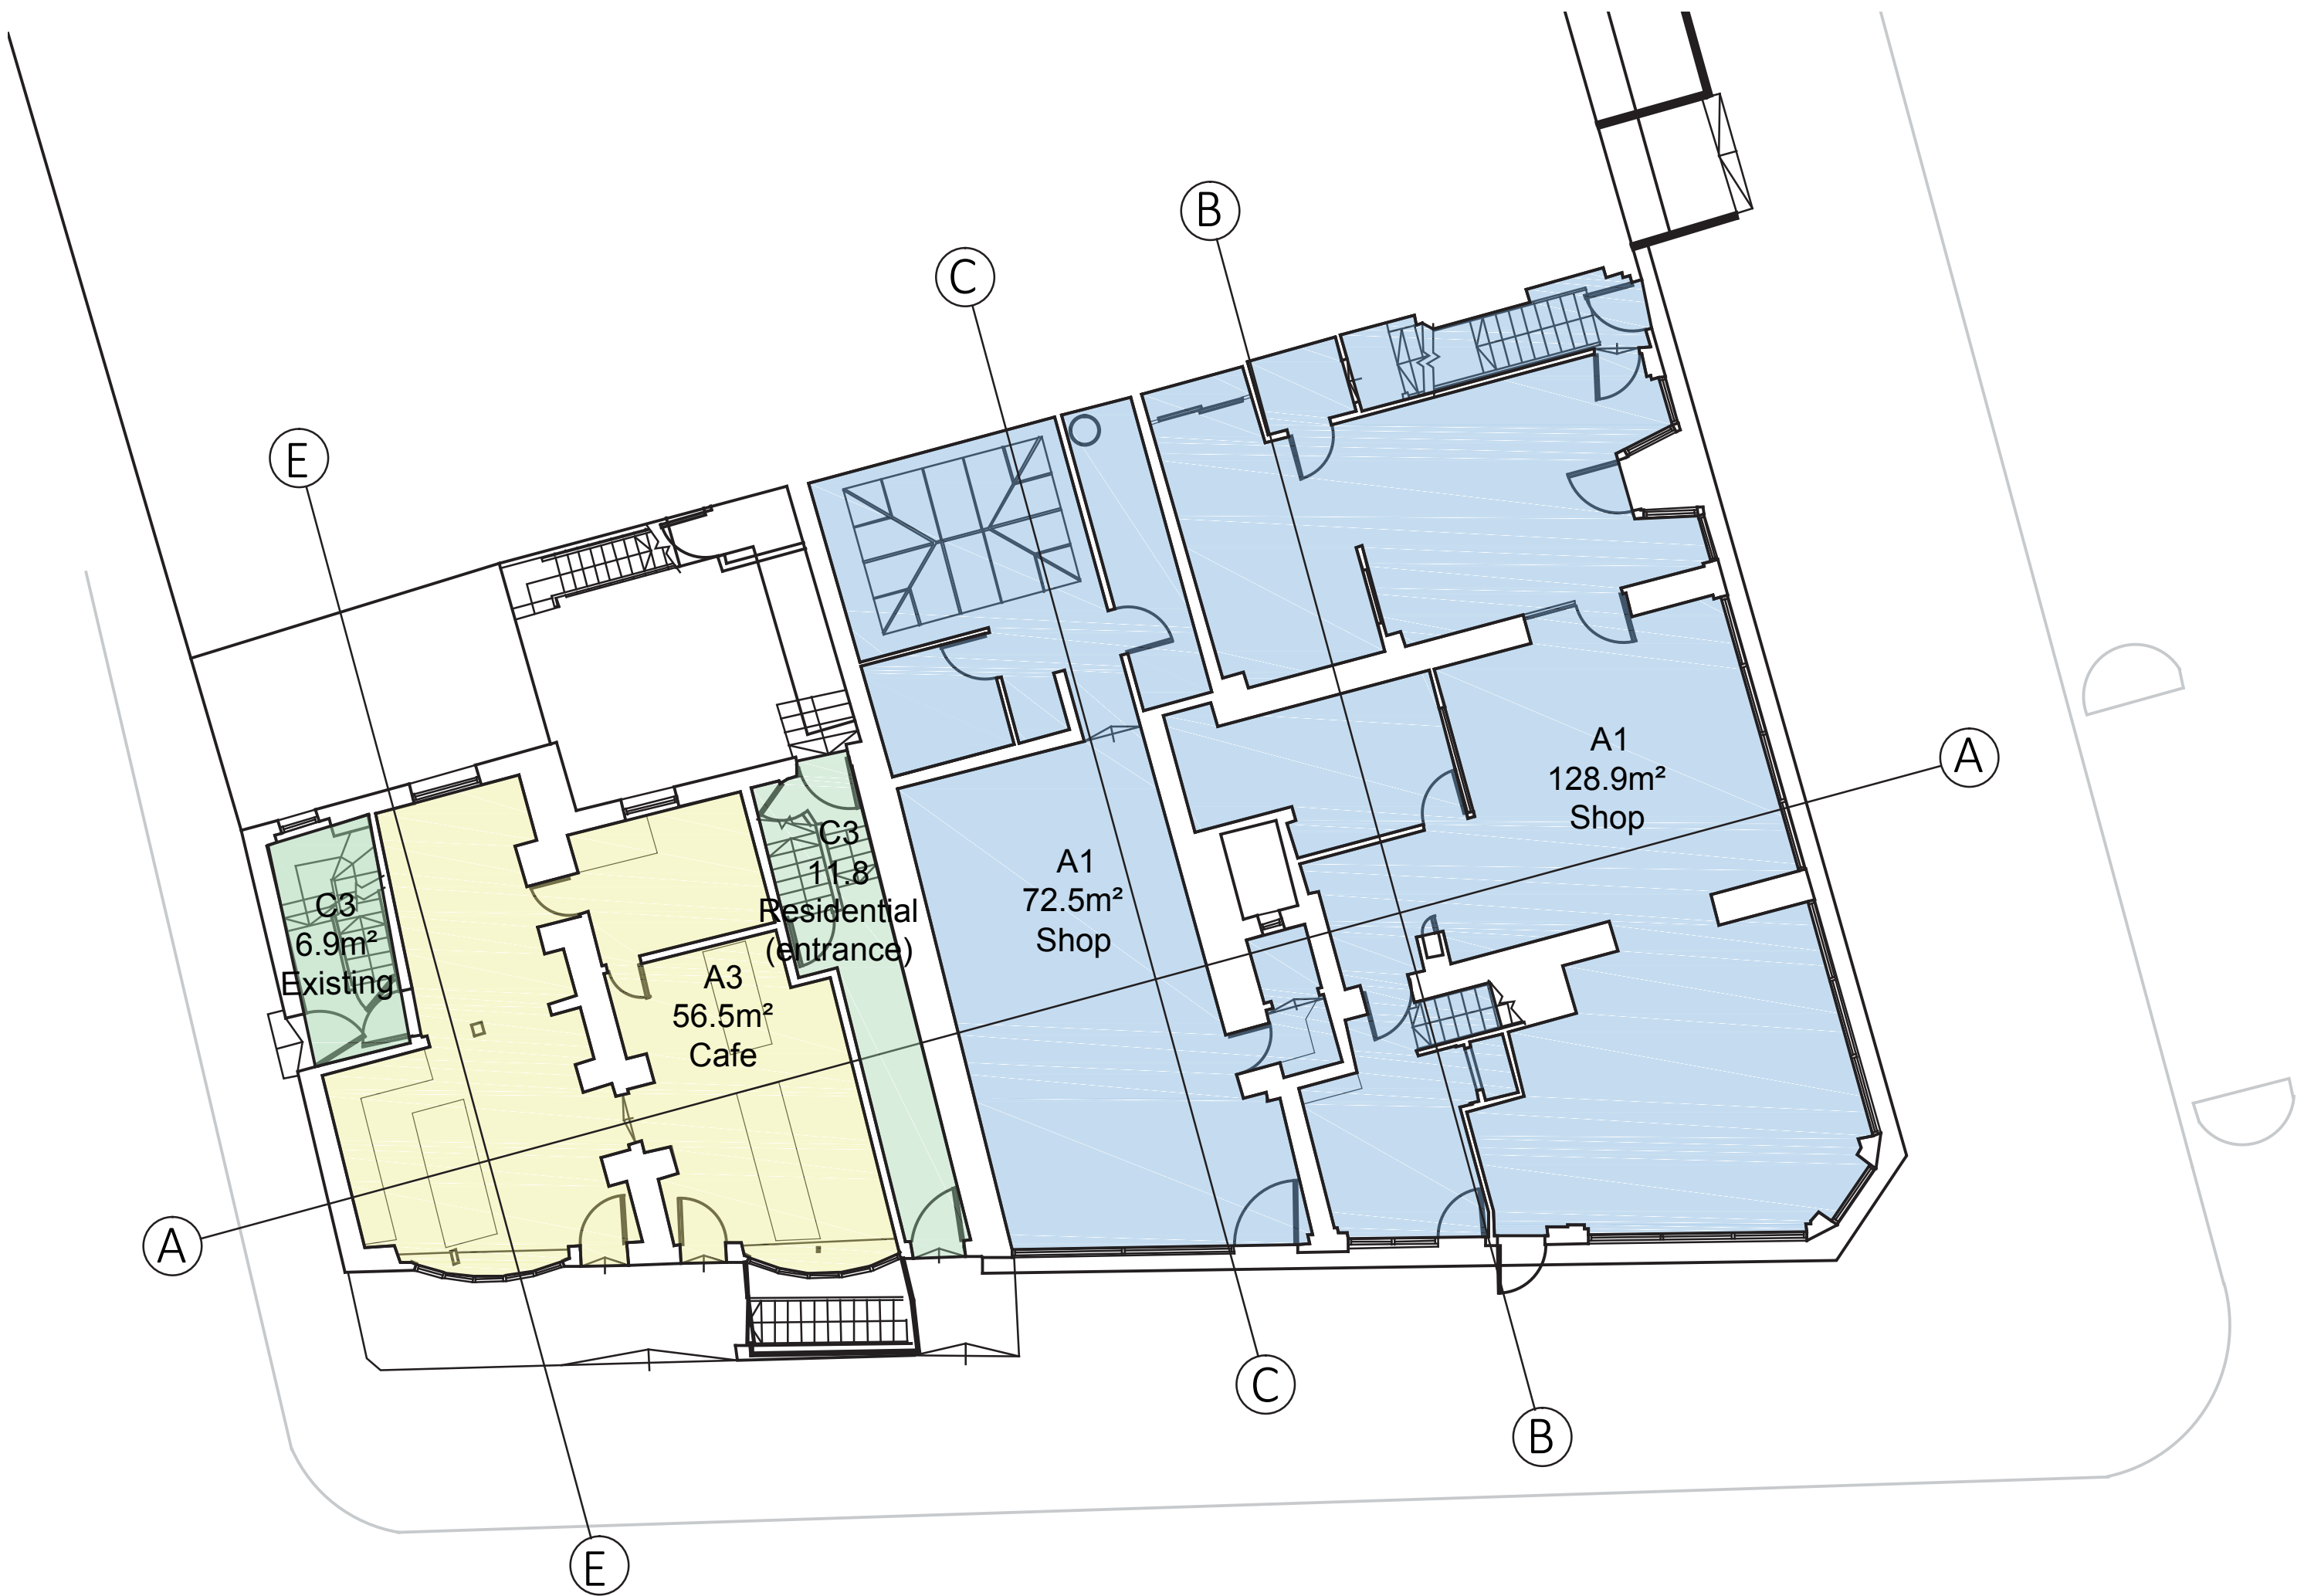 B
C
E
A1
128.9m²
Shop
A
C3
11.8
Residential
(entrance)
A1
72.5m²
Shop
C3
6.9m²
Existing
A3
56.5m²
Cafe
A
C
B
E